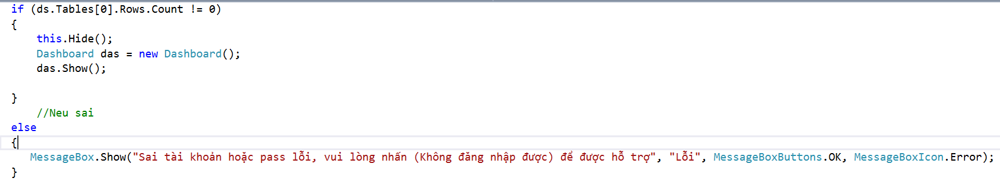 if (ds.Tables[0].Rows.Count != 0)
{
this.Hide();
Dashboard das = new Dashboard();
das.Show();
}
//Neu sai
else
{
MessageBox.Show("Sai tài khoản hoặc pass lỗi, vui lòng nhấn (Không đăng nhập được) để được hỗ trợ", "Lỗi", MessageBoxButtons.OK, MessageBoxIcon.Error);
}